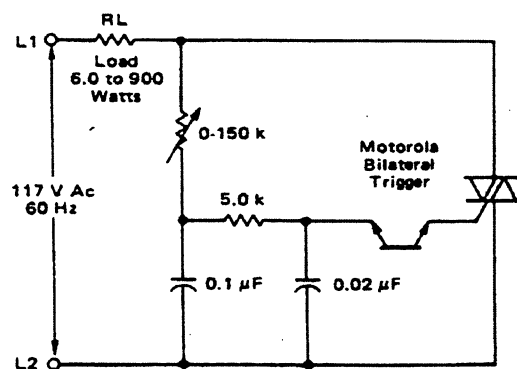 RL
L1
Load
6.0 to 900
Watts
0-150 k
Motorola
Bilateral
Trigger
117 V Ac
60 Hz
5.0 k
0.1 µF
0.02 µF
L2